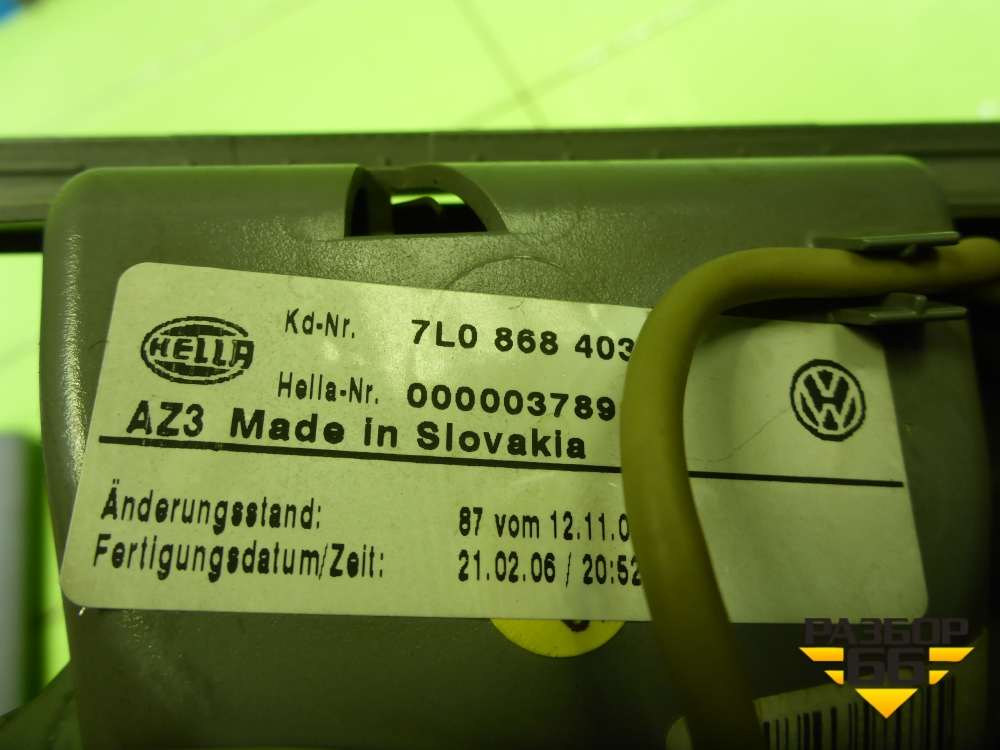 HELLA
Kd-Nr. 7L0 868 403
Hella-Nr. 000003789
AZ3 Made in Slovakia
Änderungsstand: 87 vom 12.11.0
Fertigungsdatum/Zeit: 21.02.06 / 20:52
VW
РАЗБОР
66